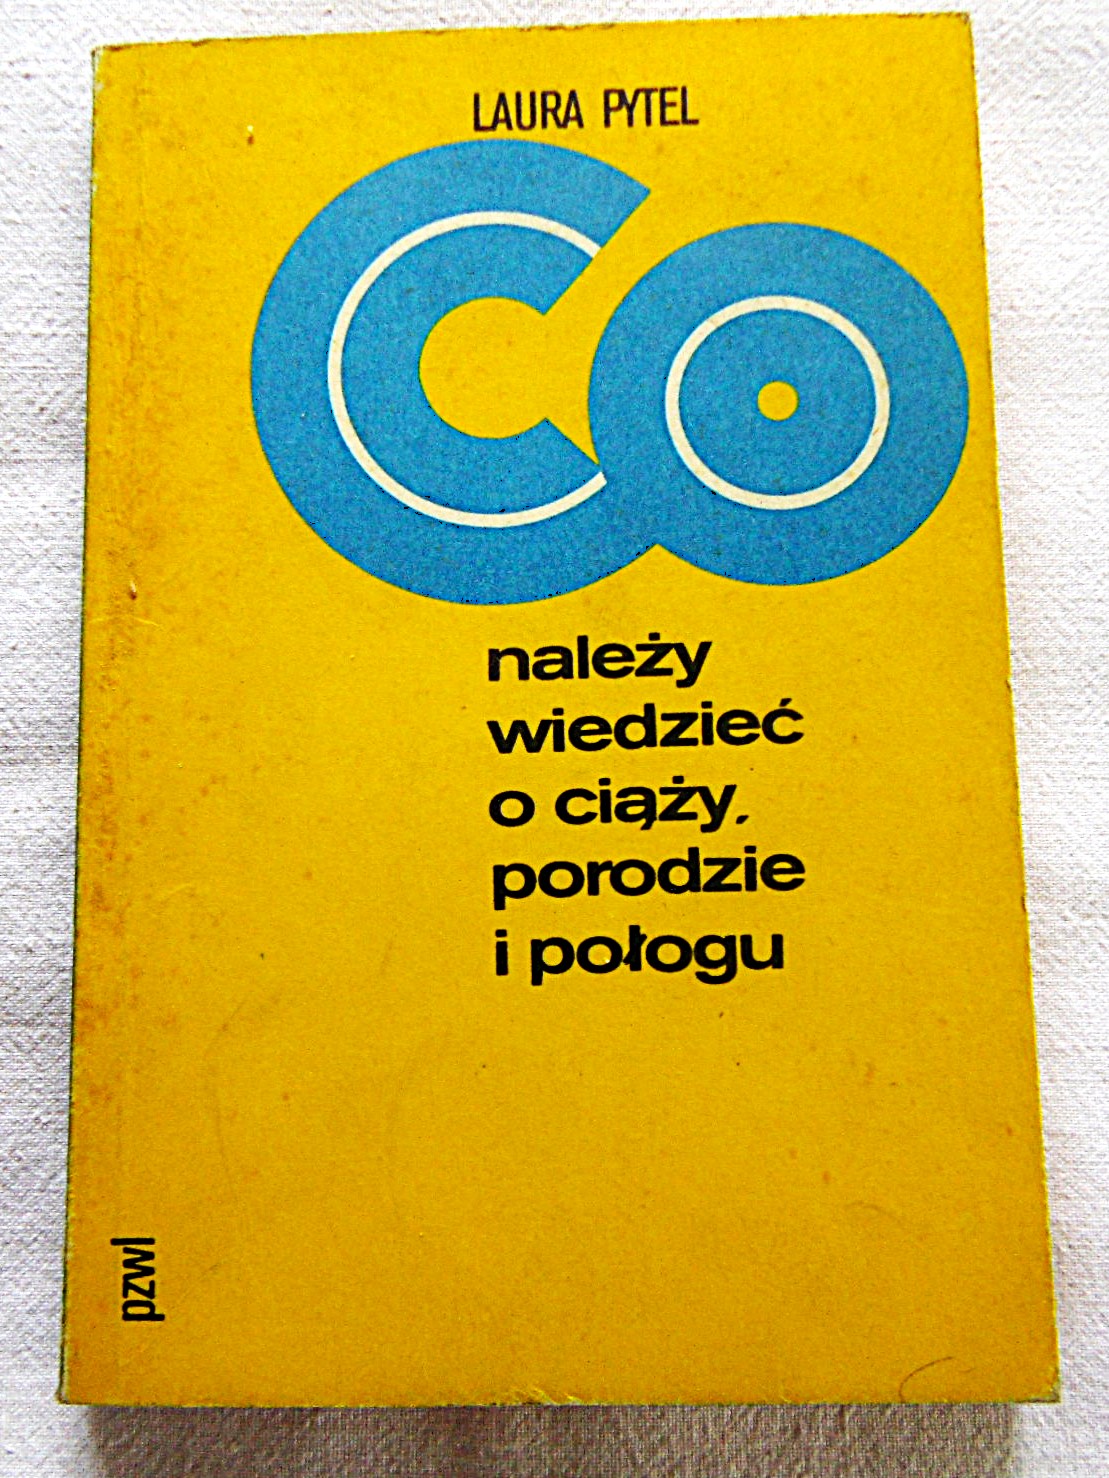 LAURA PYTEL
Co
należy
wiedzieć
o ciąży,
porodzie
i połogu
pzwl